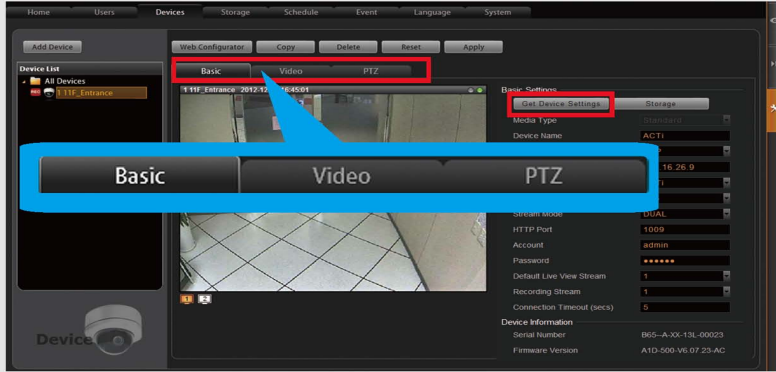 Home Users Devices Storage Schedule Event Language System
Add Device Web Configurator Copy Delete Reset Apply
Device List
All Devices
1 11F_Entrance
Basic Video PTZ
1 11F_Entrance 2012-12- 16:45:01
Basic Settings
Get Device Settings Storage
Media Type Standard
Device Name ACTi
16.26.9
Basic Video PTZ
Stream Mode DUAL
HTTP Port 1009
Account admin
Password ●●●●●●
Default Live View Stream 1
Recording Stream 1
Connection Timeout (secs) 5
1 2
Device Information
Serial Number B65--A-XX-13L-00023
Firmware Version A1D-500-V6.07.23-AC
Device